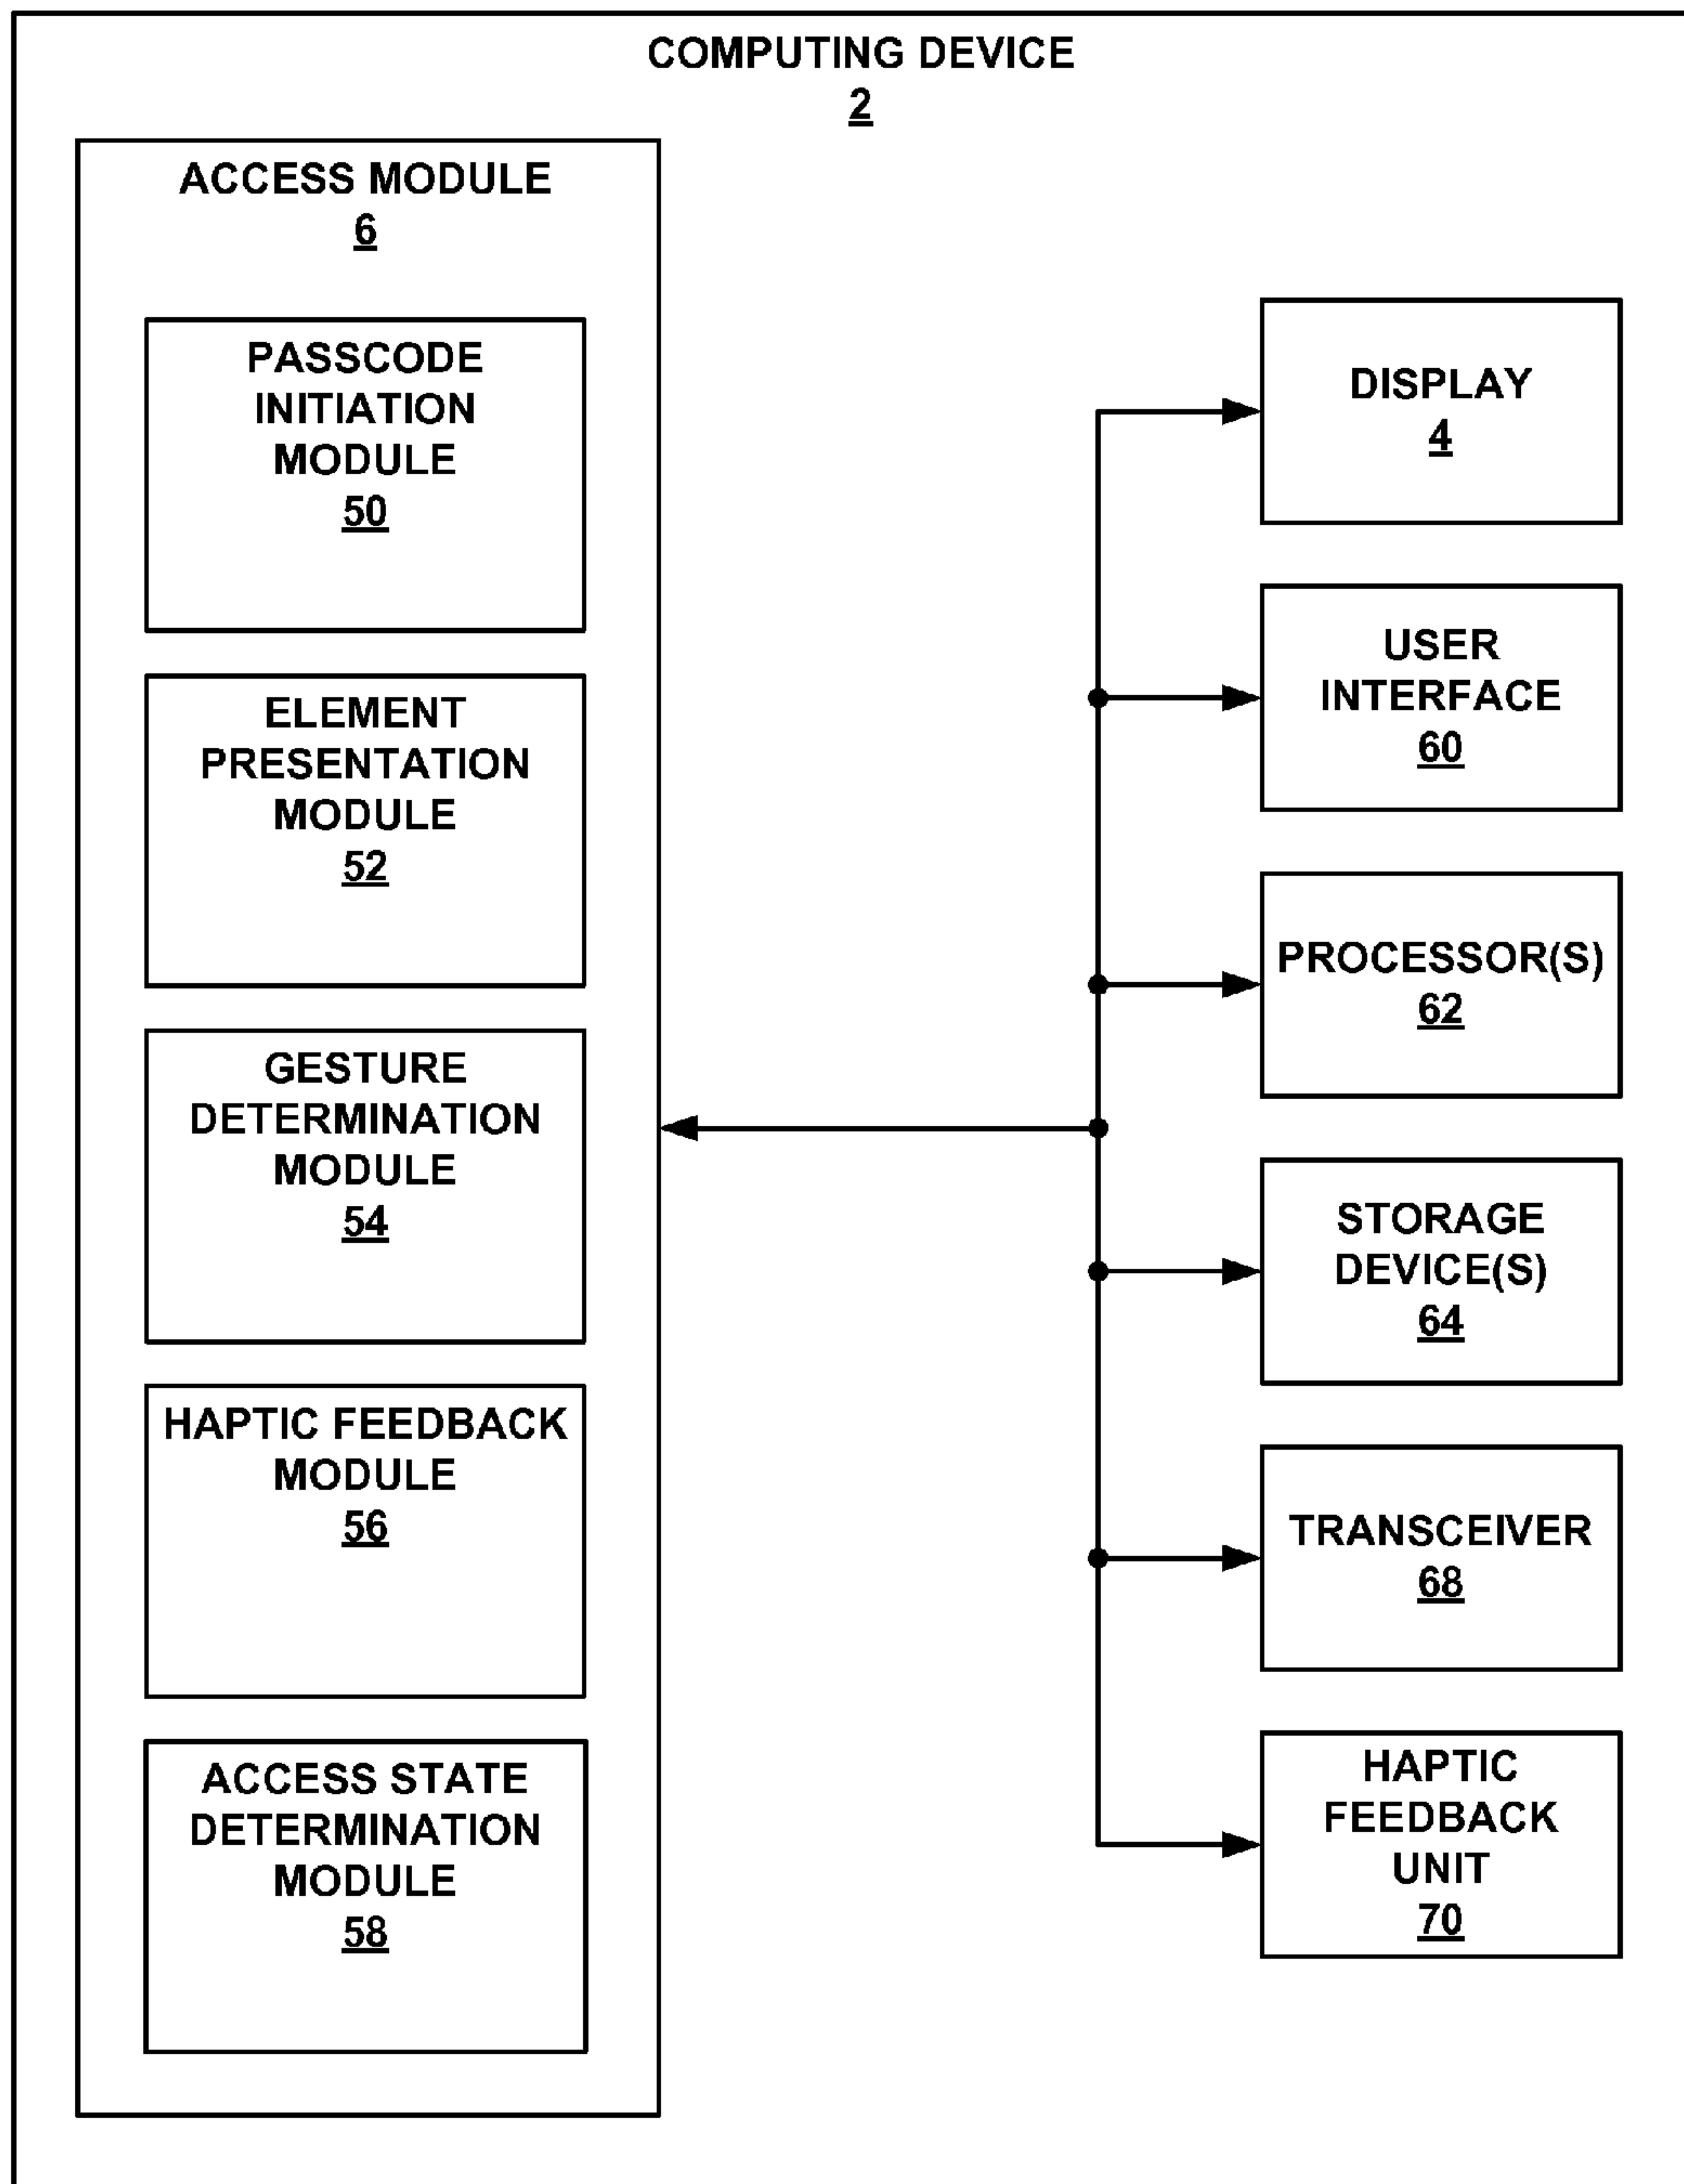 COMPUTING DEVICE
2
ACCESS MODULE
6
PASSCODE
INITIATION
MODULE
50
ELEMENT
PRESENTATION
MODULE
52
GESTURE
DETERMINATION
MODULE
54
HAPTIC FEEDBACK
MODULE
56
ACCESS STATE
DETERMINATION
MODULE
58
DISPLAY
4
USER
INTERFACE
60
PROCESSOR(S)
62
STORAGE
DEVICE(S)
64
TRANSCEIVER
68
HAPTIC
FEEDBACK
UNIT
70